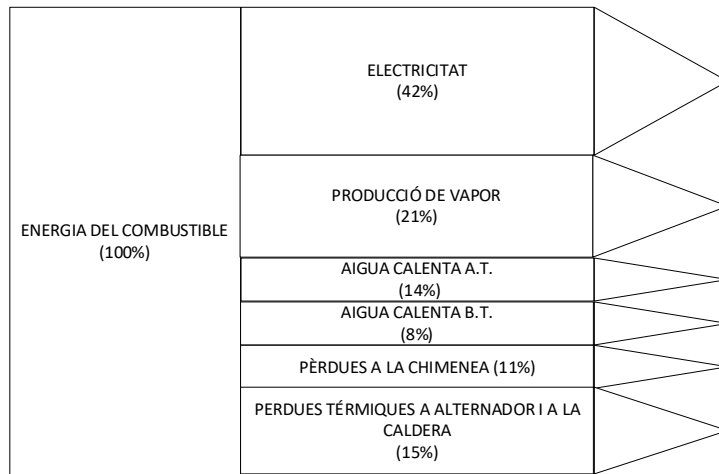 ELECTRICITAT
(42%)
PRODUCCIÓ DE VAPOR
(21%)
ENERGIA DEL COMBUSTIBLE
(100%)
AIGUA CALENTA A.T.
(14%)
AIGUA CALENTA B.T.
(8%)
PÈRDUES A LA CHIMENEA (11%)
PERDUES TÉRMIQUES A ALTERNADOR I A LA
CALDERA
(15%)